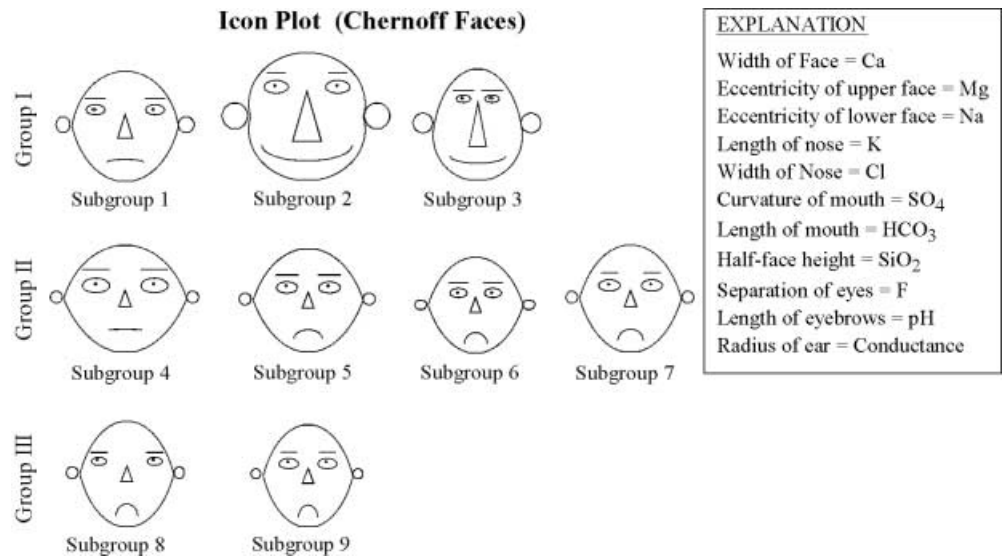 Icon Plot (Chernoff Faces)
Group I
Subgroup 1
Subgroup 2
Subgroup 3
Group II
Subgroup 4
Subgroup 5
Subgroup 6
Subgroup 7
Group III
Subgroup 8
Subgroup 9
EXPLANATION
Width of Face = Ca
Eccentricity of upper face = Mg
Eccentricity of lower face = Na
Length of nose = K
Width of Nose = Cl
Curvature of mouth = SO4
Length of mouth = HCO3
Half-face height = SiO2
Separation of eyes = F
Length of eyebrows = pH
Radius of ear = Conductance